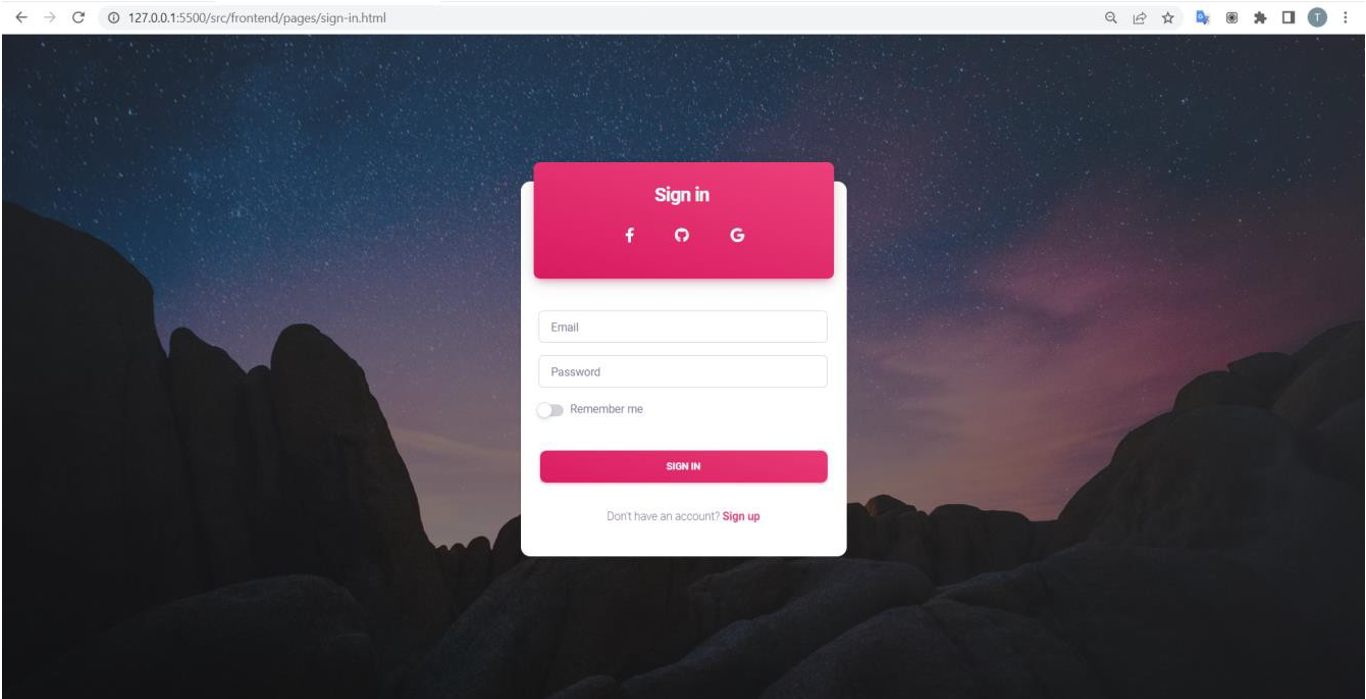 127.0.0.1:5500/src/frontend/pages/sign-in.html
T
Sign in
Email
Password
Remember me
SIGN IN
Don't have an account? Sign up